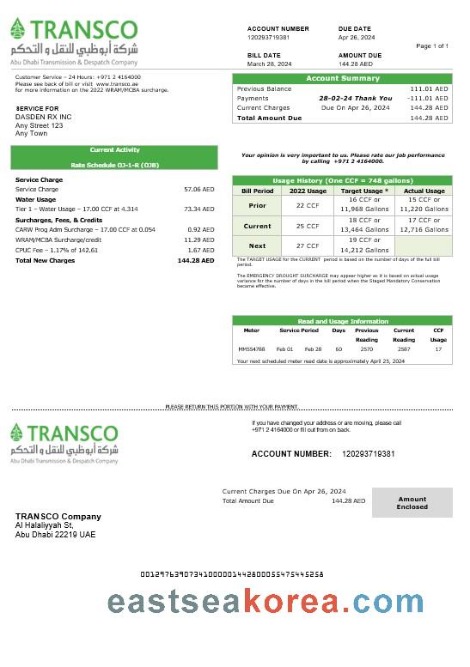 TRANSCO
شركة أبوظبي للنقل و التحكم
Abu Dhabi Transmission & Despatch Company
ACCOUNT NUMBER DUE DATE
120293719381 Apr 26, 2024
Page 1 of 1
BILL DATE AMOUNT DUE
March 26, 2024 144.28 AED
Customer Service – 24 Hours: +971 2 4164000
Please see back of bill or visit www.transco.ae
for more information on the 2022 WRAM/MCBA surcharge.
SERVICE FOR
DASDEN RX INC
Any Street 123
Any Town
Account Summary
Previous Balance 111.01 AED
Payments 28-02-24 Thank You -111.01 AED
Current Charges Due On Apr 26, 2024 144.28 AED
Total Amount Due 144.28 AED
Current Activity
Rate Schedule OJ-1-R (OJB)
Service Charge
Service Charge 57.06 AED
Water Usage
Tier 1 – Water Usage – 17.00 CCF at 4.314 73.34 AED
Surcharges, Fees, & Credits
CARW Prog Adm Surcharge – 17.00 CCF at 0.054 0.92 AED
WRAM/MCBA Surcharge/credit 11.29 AED
CPUC Fee – 1.17% of 142.61 1.67 AED
Total New Charges 144.28 AED
Your opinion is very important to us. Please rate our job performance
by calling +971 2 4164000.
Usage History (One CCF = 748 gallons)
Bill Period 2022 Usage Target Usage * Actual Usage
Prior 22 CCF 16 CCF or 11,968 Gallons 15 CCF or 11,220 Gallons
Current 25 CCF 18 CCF or 13,464 Gallons 17 CCF or 12,716 Gallons
Next 27 CCF 19 CCF or 14,212 Gallons
The TARGET USAGE for the CURRENT period is based on the number of days of the full bill
period.
The EMERGENCY DROUGHT SURCHARGE may appear higher as it is based on actual usage
variance for the number of days in the bill period when the Staged Mandatory Conservation
became effective.
Read and Usage Information
Meter Service Period Days Previous Reading Current Reading CCF Usage
Feb 01 Feb 28 60 2570 2587 17
Your next scheduled meter read date is approximately April 25, 2024
PLEASE RETURN THIS PORTION WITH YOUR PAYMENT.
TRANSCO
شركة أبوظبي للنقل و التحكم
Abu Dhabi Transmission & Despatch Company
If you have changed your address or are moving, please call
+971 2 4164000 or fill out from on back.
ACCOUNT NUMBER: 120293719381
Current Charges Due On Apr 26, 2024
Total Amount Due 144.28 AED
Amount
Enclosed
TRANSCO Company
Al Halaliyyah St,
Abu Dhabi 22219 UAE
eastseakorea.com